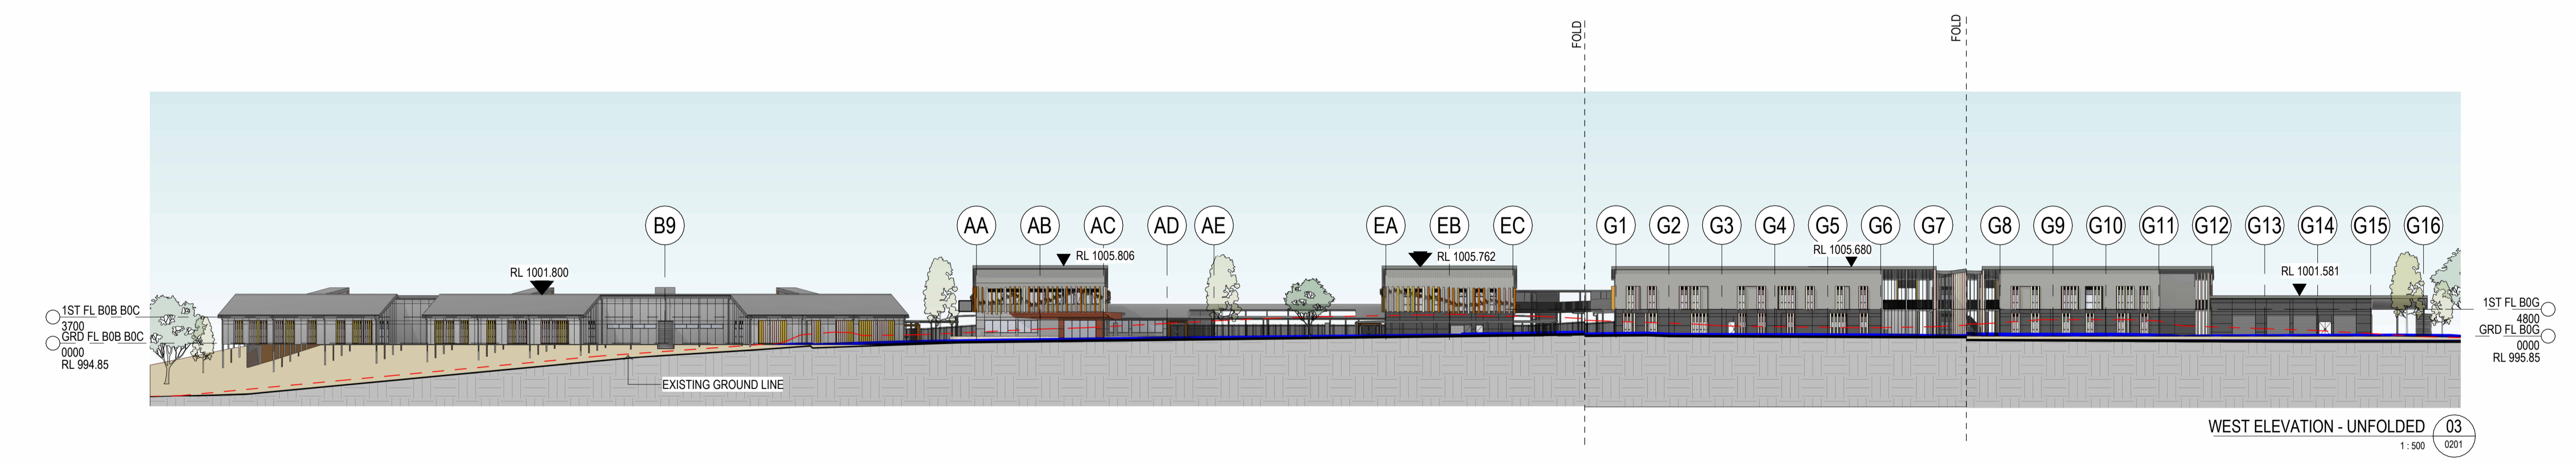 FOLD
FOLD
B9
AA
AB
AC
AD
AE
EA
EB
EC
G1
G2
G3
G4
G5
G6
G7
G8
G9
G10
G11
G12
G13
G14
G15
G16
RL 1001.800
RL 1005.806
RL 1005.762
RL 1005.680
RL 1001.581
1ST FL B0B B0C
3700
GRD FL B0B B0C
0000
RL 994.85
1ST FL B0G
4800
GRD FL B0G
0000
RL 995.85
EXISTING GROUND LINE
WEST ELEVATION - UNFOLDED
1 : 500
03
0201